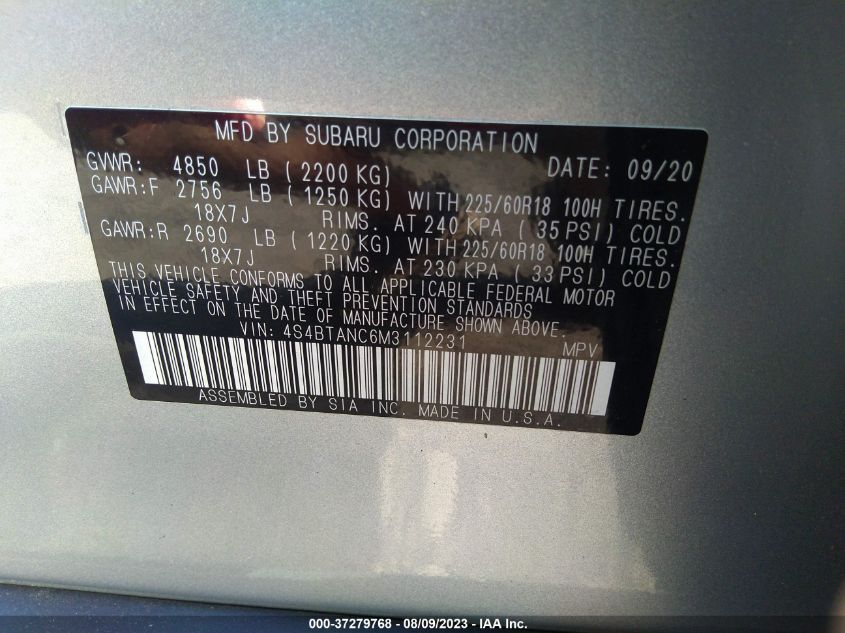 MFD BY SUBARU CORPORATION
GVWR: 4850 LB ( 2200 KG) DATE: 09/20
GAWR:F 2756 LB ( 1250 KG) WITH 225/60R18 100H TIRES.
18X7J RIMS. AT 240 KPA ( 35 PSI) COLD
GAWR:R 2690 LB ( 1220 KG) WITH 225/60R18 100H TIRES.
18X7J RIMS. AT 230 KPA 33 PSI) COLD
THIS VEHICLE CONFORMS TO ALL APPLICABLE FEDERAL MOTOR
VEHICLE SAFETY AND THEFT PREVENTION STANDARDS
IN EFFECT ON THE DATE OF MANUFACTURE SHOWN ABOVE.
VIN: 4S4BTANC6M3112231 MPV
ASSEMBLED BY SIA INC. MADE IN U.S.A.
000-37279768 - 08/09/2023 - IAA Inc.